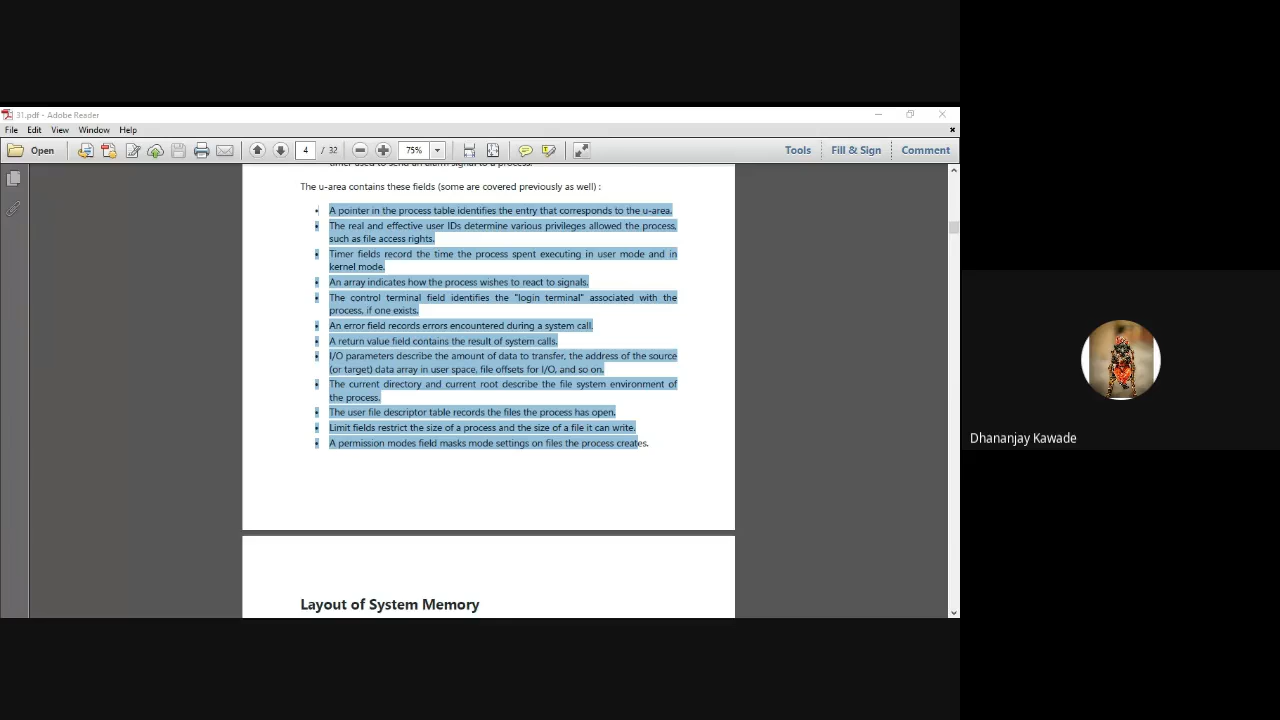 31.pdf - Adobe Reader
File Edit View Window Help
Open 4 / 32 75% Tools Fill & Sign Comment
timer used to send an alarm signal to a process.
The u-area contains these fields (some are covered previously as well) :
• A pointer in the process table identifies the entry that corresponds to the u-area.
• The real and effective user IDs determine various privileges allowed the process,
such as file access rights.
• Timer fields record the time the process spent executing in user mode and in
kernel mode.
• An array indicates how the process wishes to react to signals.
• The control terminal field identifies the "login terminal" associated with the
process, if one exists.
• An error field records errors encountered during a system call.
• A return value field contains the result of system calls.
• I/O parameters describe the amount of data to transfer, the address of the source
(or target) data array in user space, file offsets for I/O, and so on.
• The current directory and current root describe the file system environment of
the process.
• The user file descriptor table records the files the process has open.
• Limit fields restrict the size of a process and the size of a file it can write.
• A permission modes field masks mode settings on files the process creates.
Layout of System Memory
Dhananjay Kawade